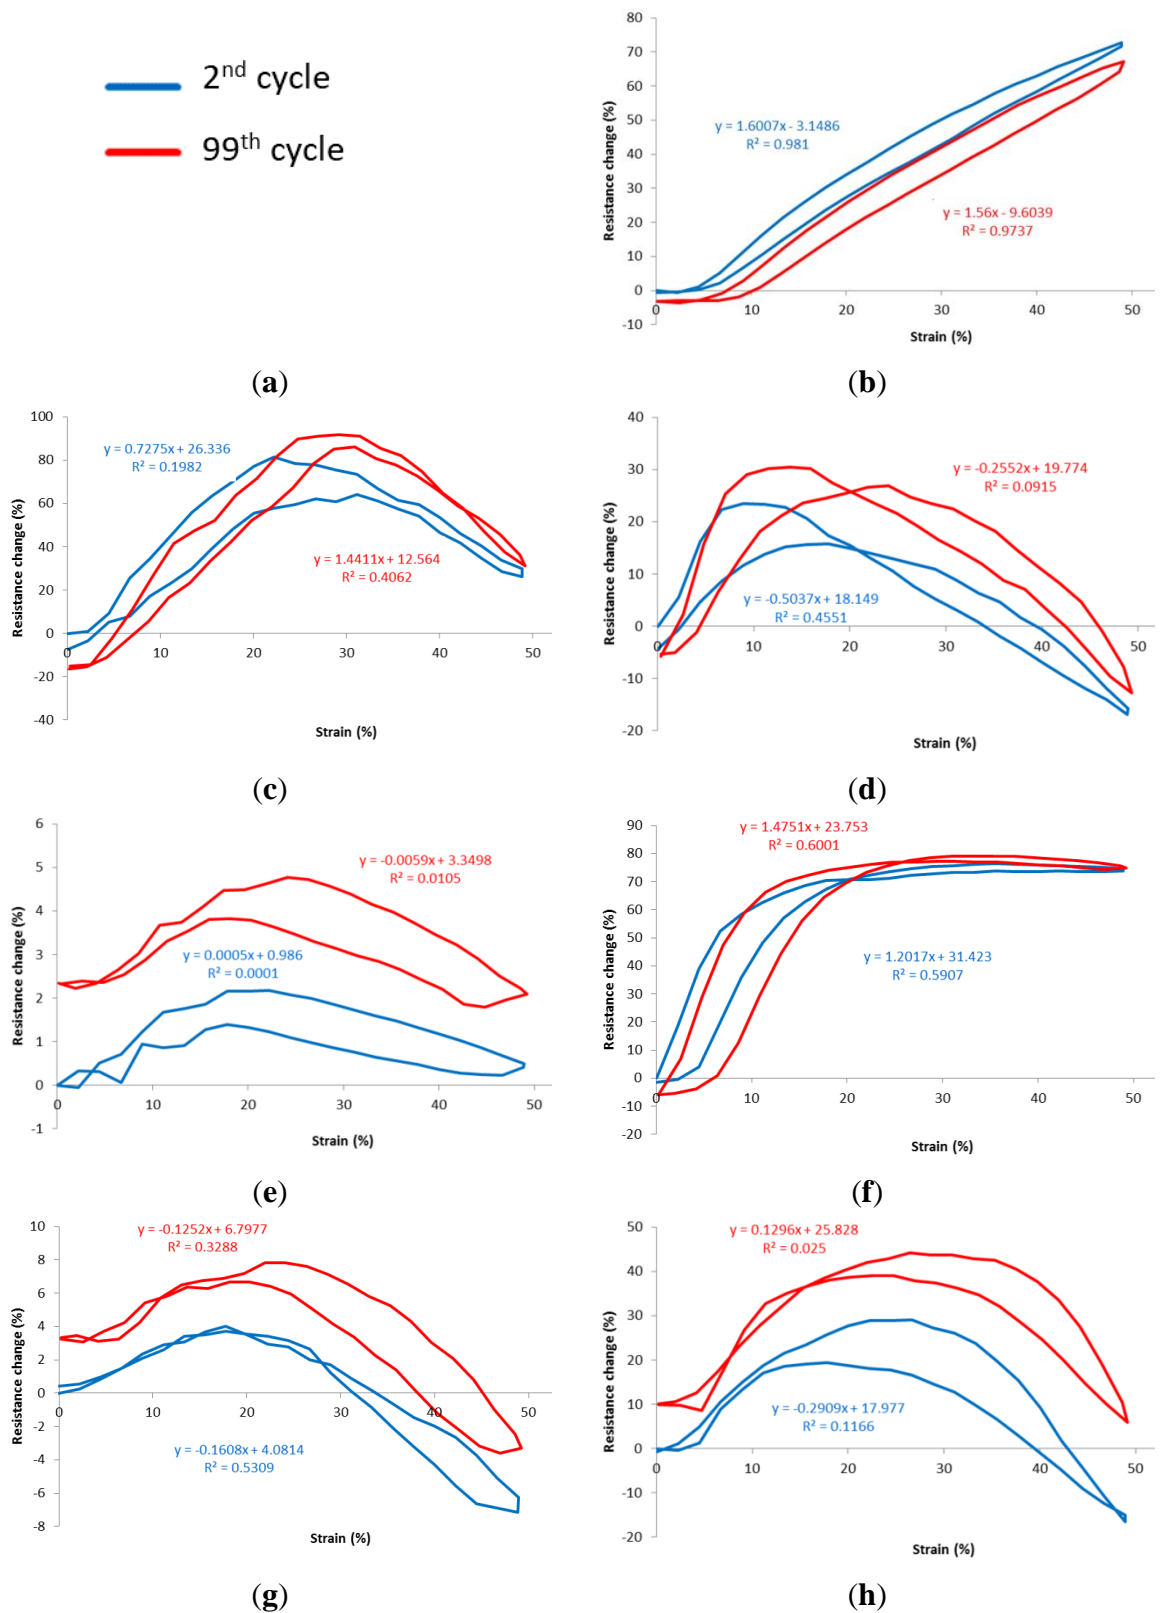 2nd cycle
99th cycle
(a)
80
70
60
50
40
30
20
10
0
-10
0 10 20 30 40 50
Resistance change (%)
Strain (%)
y = 1.6007x - 3.1486
R² = 0.981
y = 1.56x - 9.6039
R² = 0.9737
(b)
100
80
60
40
20
0
-20
-40
0 10 20 30 40 50
Resistance change (%)
Strain (%)
y = 0.7275x + 26.336
R² = 0.1982
y = 1.4411x + 12.564
R² = 0.4062
(c)
40
30
20
10
0
-10
-20
0 10 20 30 40 50
Resistance change (%)
Strain (%)
y = -0.2552x + 19.774
R² = 0.0915
y = -0.5037x + 18.149
R² = 0.4551
(d)
6
5
4
3
2
1
0
-1
0 10 20 30 40 50
Resistance change (%)
Strain (%)
y = -0.0059x + 3.3498
R² = 0.0105
y = 0.0005x + 0.986
R² = 0.0001
(e)
90
80
70
60
50
40
30
20
10
0
-10
-20
0 10 20 30 40 50
Resistance change (%)
Strain (%)
y = 1.4751x + 23.753
R² = 0.6001
y = 1.2017x + 31.423
R² = 0.5907
(f)
10
8
6
4
2
0
-2
-4
-6
-8
0 10 20 30 40 50
Resistance change (%)
Strain (%)
y = -0.1252x + 6.7977
R² = 0.3288
y = -0.1608x + 4.0814
R² = 0.5309
(g)
50
40
30
20
10
0
-10
-20
0 10 20 30 40 50
Resistance change (%)
Strain (%)
y = 0.1296x + 25.828
R² = 0.025
y = -0.2909x + 17.977
R² = 0.1166
(h)